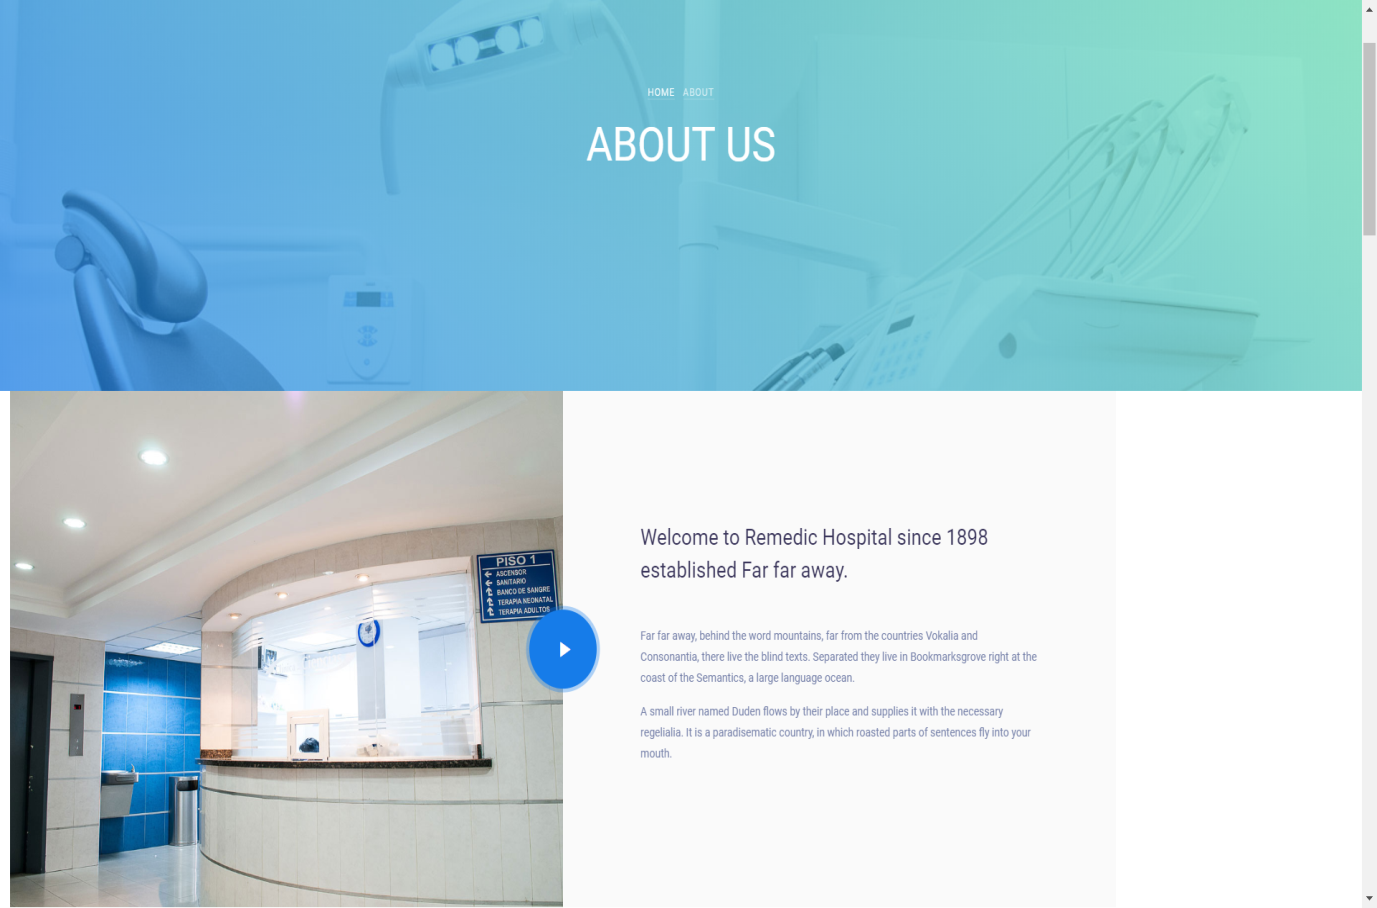 HOME ABOUT
ABOUT US
PISO 1
ASCENSOR
SANITARIO
BANCO DE SANGRE
TERAPIA NEONATAL
TERAPIA ADULTOS
Welcome to Remedic Hospital since 1898
established Far far away.
Far far away, behind the word mountains, far from the countries Vokalia and
Consonantia, there live the blind texts. Separated they live in Bookmarksgrove right at the
coast of the Semantics, a large language ocean.
A small river named Duden flows by their place and supplies it with the necessary
regelialia. It is a paradisematic country, in which roasted parts of sentences fly into your
mouth.